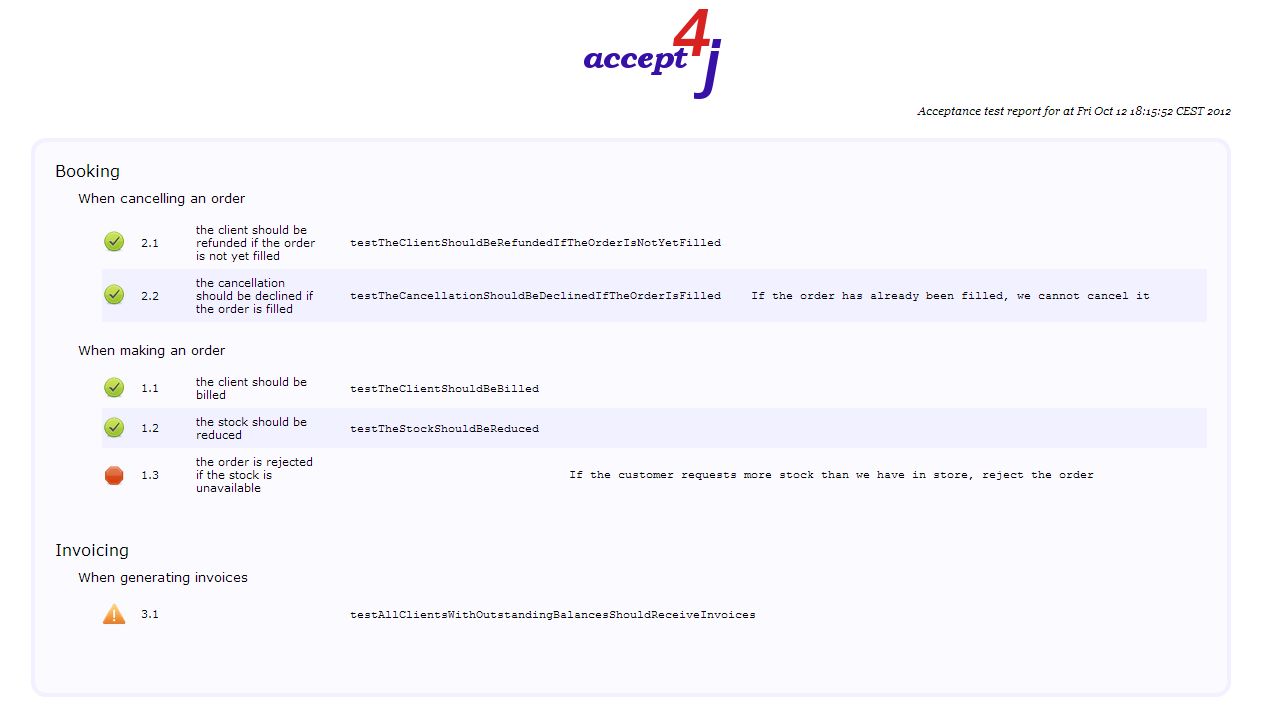 accept4j
Acceptance test report for at Fri Oct 12 18:15:52 CEST 2012
Booking
When cancelling an order
2.1
the client should be
refunded if the order
is not yet filled
testTheClientShouldBeRefundedIfTheOrderIsNotYetFilled
2.2
the cancellation
should be declined if
the order is filled
testTheCancellationShouldBeDeclinedIfTheOrderIsFilled
If the order has already been filled, we cannot cancel it
When making an order
1.1
the client should be
billed
testTheClientShouldBeBilled
1.2
the stock should be
reduced
testTheStockShouldBeReduced
1.3
the order is rejected
if the stock is
unavailable
If the customer requests more stock than we have in store, reject the order
Invoicing
When generating invoices
3.1
testAllClientsWithOutstandingBalancesShouldReceiveInvoices